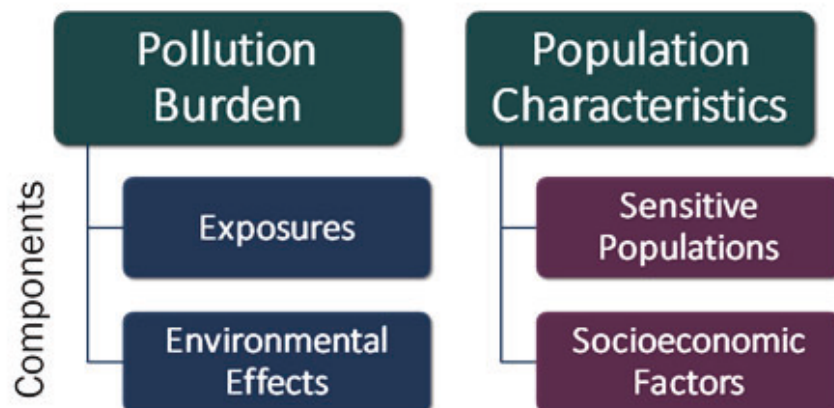 Pollution
Burden
Population
Characteristics
Components
Exposures
Sensitive
Populations
Environmental
Effects
Socioeconomic
Factors